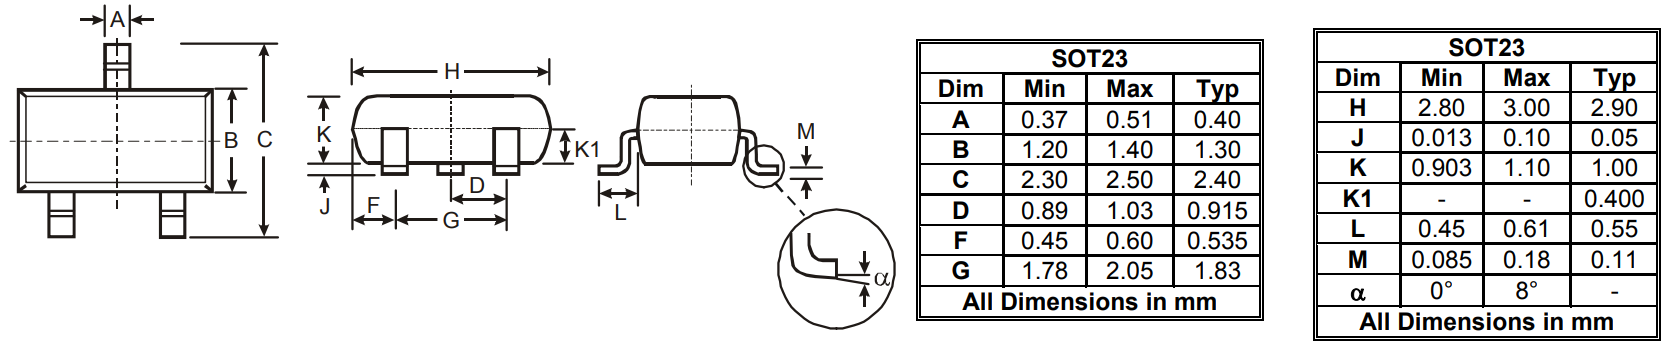 A
B
C
H
K
K1
J
F
D
G
M
L
α
SOT23
Dim Min Max Typ
A 0.37 0.51 0.40
B 1.20 1.40 1.30
C 2.30 2.50 2.40
D 0.89 1.03 0.915
F 0.45 0.60 0.535
G 1.78 2.05 1.83
All Dimensions in mm
SOT23
Dim Min Max Typ
H 2.80 3.00 2.90
J 0.013 0.10 0.05
K 0.903 1.10 1.00
K1 - - 0.400
L 0.45 0.61 0.55
M 0.085 0.18 0.11
α 0° 8° -
All Dimensions in mm